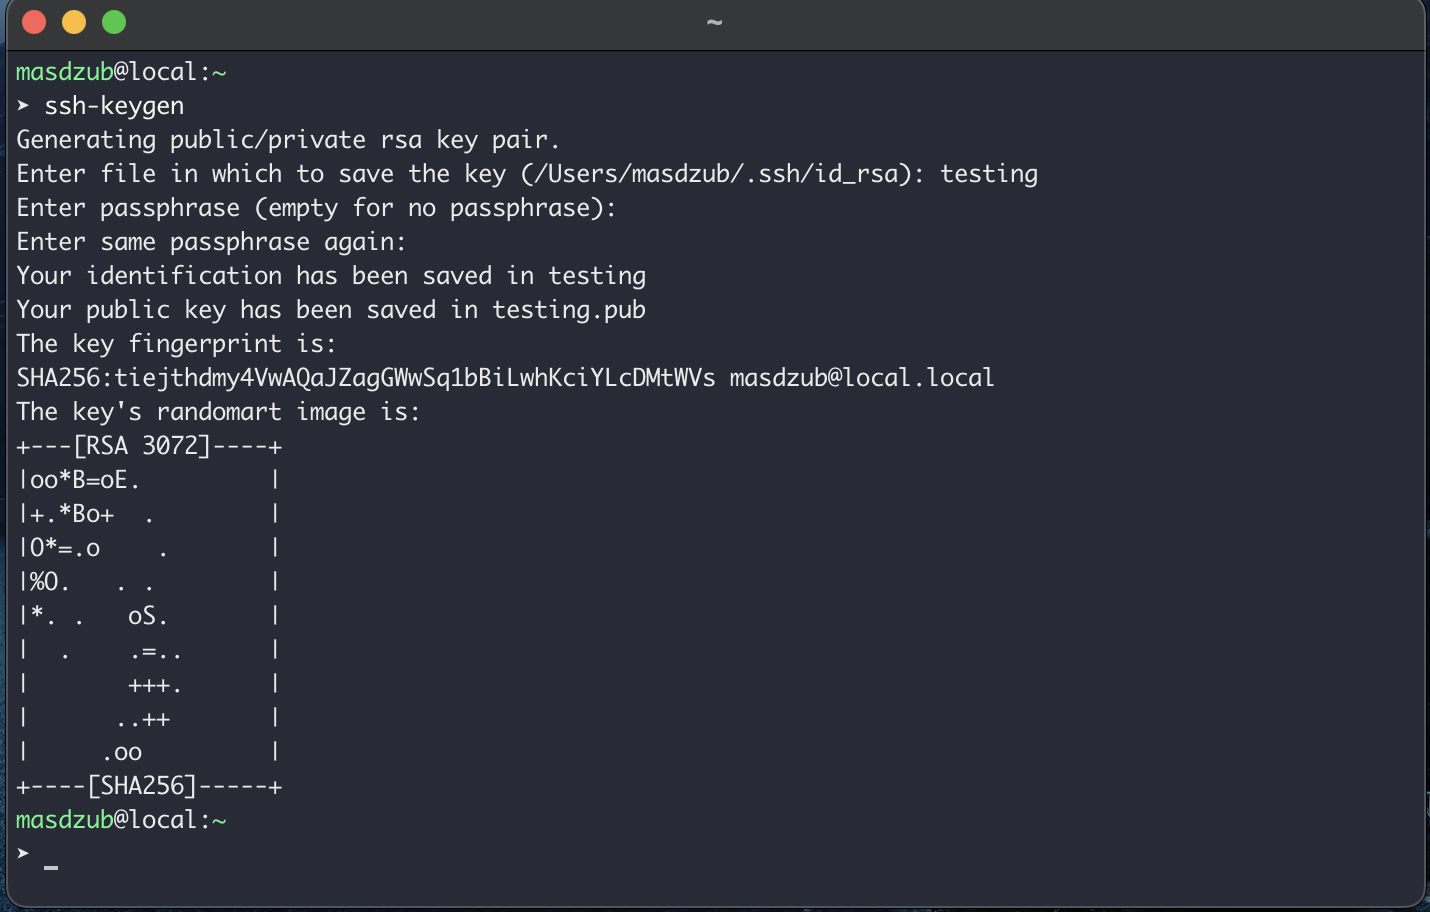 ~
masdzub@local:~
➤ ssh-keygen
Generating public/private rsa key pair.
Enter file in which to save the key (/Users/masdzub/.ssh/id_rsa): testing
Enter passphrase (empty for no passphrase):
Enter same passphrase again:
Your identification has been saved in testing
Your public key has been saved in testing.pub
The key fingerprint is:
SHA256:tiejthdmy4VwAQaJZagGWwSq1bBiLwhKciYLcDMtWVs masdzub@local.local
The key's randomart image is:
+---[RSA 3072]----+
|oo*B=oE.         |
|+.*Bo+  .        |
|O*=.o    .       |
|%O.   . .        |
|*. .   oS.       |
|  .    .=..      |
|       +++.      |
|      ..++       |
|     .oo         |
+----[SHA256]-----+
masdzub@local:~
➤ _